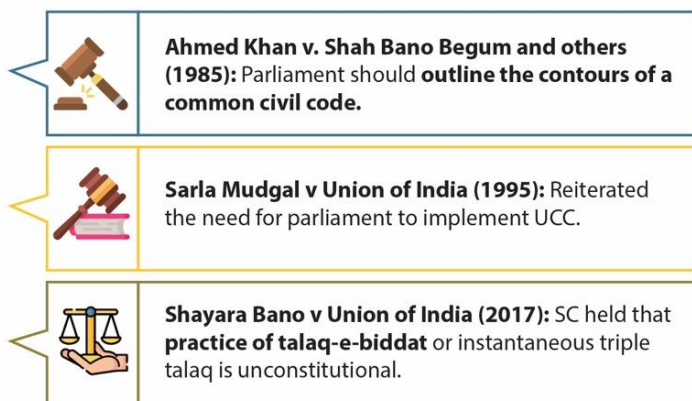 Ahmed Khan v. Shah Bano Begum and others
(1985): Parliament should outline the contours of a
common civil code.
Sarla Mudgal v Union of India (1995): Reiterated
the need for parliament to implement UCC.
Shayara Bano v Union of India (2017): SC held that
practice of talaq-e-biddat or instantaneous triple
talaq is unconstitutional.